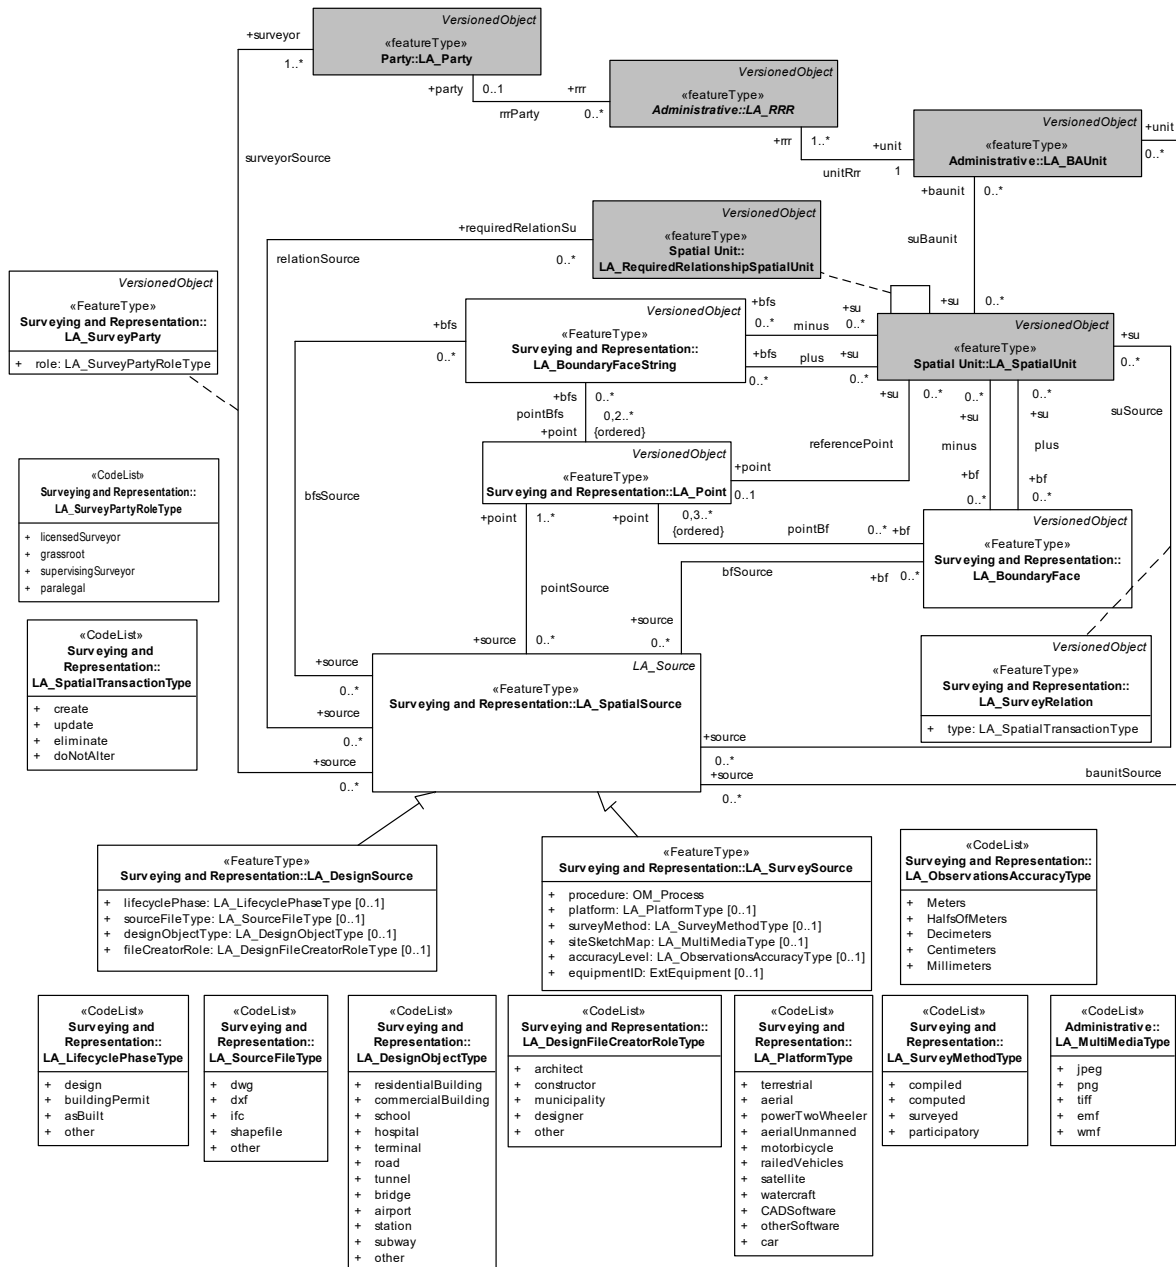 VersionedObject
«featureType»
Party::LA_Party
+surveyor
1..*
+party
0..1
+rrr
rrrParty
0..*
VersionedObject
«featureType»
Administrative::LA_RRR
+rrr
1..*
+unit
unitRrr
1
VersionedObject
«featureType»
Administrative::LA_BAUnit
+unit
0..*
+baunit
0..*
surveyorSource
suBaunit
+requiredRelationSu
0..*
relationSource
VersionedObject
«featureType»
Spatial Unit::
LA_RequiredRelationshipSpatialUnit
VersionedObject
«FeatureType»
Surveying and Representation::
LA_SurveyParty
+ role: LA_SurveyPartyRoleType
+bfs
0..*
VersionedObject
«FeatureType»
Surveying and Representation::
LA_BoundaryFaceString
+bfs
0..*
minus
+su
0..*
+bfs
0..*
plus
+su
0..*
+su
0..*
VersionedObject
«featureType»
Spatial Unit::LA_SpatialUnit
+su
0..*
suSource
+bfs
0..*
pointBfs
0,2..*
+point
{ordered}
+su
0..*
referencePoint
0..*
+su
minus
+bf
0..*
0..*
+su
plus
+bf
0..*
VersionedObject
«FeatureType»
Surveying and Representation::LA_Point
+point
0..1
«CodeList»
Surveying and Representation::
LA_SurveyPartyRoleType
+ licensedSurveyor
+ grassroot
+ supervisingSurveyor
+ paralegal
bfsSource
+point
1..*
+point
0,3..*
{ordered}
pointBf
0..*
+bf
VersionedObject
«FeatureType»
Surveying and Representation::
LA_BoundaryFace
bfSource
+bf
0..*
pointSource
«CodeList»
Surveying and
Representation::
LA_SpatialTransactionType
+ create
+ update
+ eliminate
+ doNotAlter
+source
0..*
+source
0..*
+source
0..*
+source
0..*
+source
0..*
LA_Source
«FeatureType»
Surveying and Representation::LA_SpatialSource
VersionedObject
«FeatureType»
Surveying and Representation::
LA_SurveyRelation
+ type: LA_SpatialTransactionType
+source
0..*
+source
0..*
baunitSource
«FeatureType»
Surveying and Representation::LA_DesignSource
+ lifecyclePhase: LA_LifecyclePhaseType [0..1]
+ sourceFileType: LA_SourceFileType [0..1]
+ designObjectType: LA_DesignObjectType [0..1]
+ fileCreatorRole: LA_DesignFileCreatorRoleType [0..1]
«FeatureType»
Surveying and Representation::LA_SurveySource
+ procedure: OM_Process
+ platform: LA_PlatformType [0..1]
+ surveyMethod: LA_SurveyMethodType [0..1]
+ siteSketchMap: LA_MultiMediaType [0..1]
+ accuracyLevel: LA_ObservationsAccuracyType [0..1]
+ equipmentID: ExtEquipment [0..1]
«CodeList»
Surveying and Representation::
LA_ObservationsAccuracyType
+ Meters
+ HalfsOfMeters
+ Decimeters
+ Centimeters
+ Millimeters
«CodeList»
Surveying and
Representation::
LA_LifecyclePhaseType
+ design
+ buildingPermit
+ asBuilt
+ other
«CodeList»
Surveying and
Representation::
LA_SourceFileType
+ dwg
+ dxf
+ ifc
+ shapefile
+ other
«CodeList»
Surveying and
Representation::
LA_DesignObjectType
+ residentialBuilding
+ commercialBuilding
+ school
+ hospital
+ terminal
+ road
+ tunnel
+ bridge
+ airport
+ station
+ subway
+ other
«CodeList»
Surveying and Representation::
LA_DesignFileCreatorRoleType
+ architect
+ constructor
+ municipality
+ designer
+ other
«CodeList»
Surveying and
Representation::
LA_PlatformType
+ terrestrial
+ aerial
+ powerTwoWheeler
+ aerialUnmanned
+ motorbicycle
+ railedVehicles
+ satellite
+ watercraft
+ CADSoftware
+ otherSoftware
+ car
«CodeList»
Surveying and
Representation::
LA_SurveyMethodType
+ compiled
+ computed
+ surveyed
+ participatory
«CodeList»
Administrative::
LA_MultiMediaType
+ jpeg
+ png
+ tiff
+ emf
+ wmf